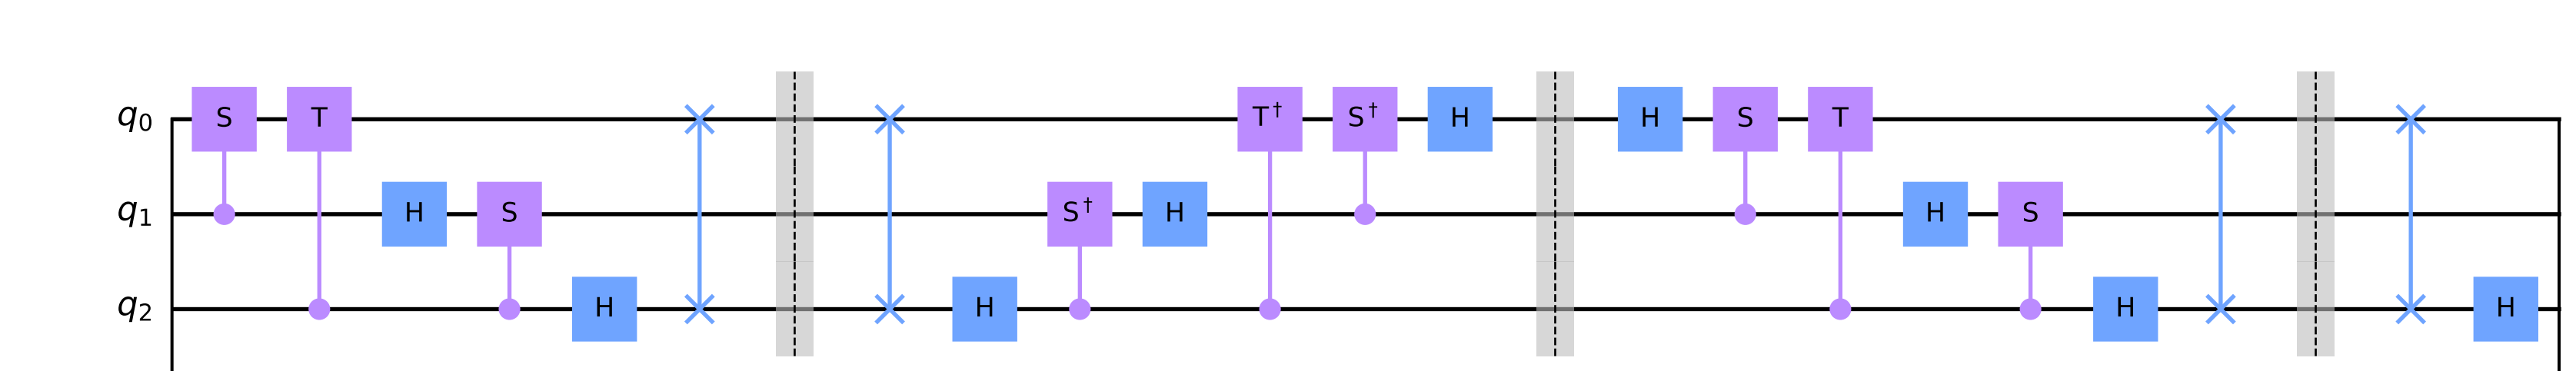 q0 S T T† S† H H S T
q1 H S S† H H S
q2 H H H H